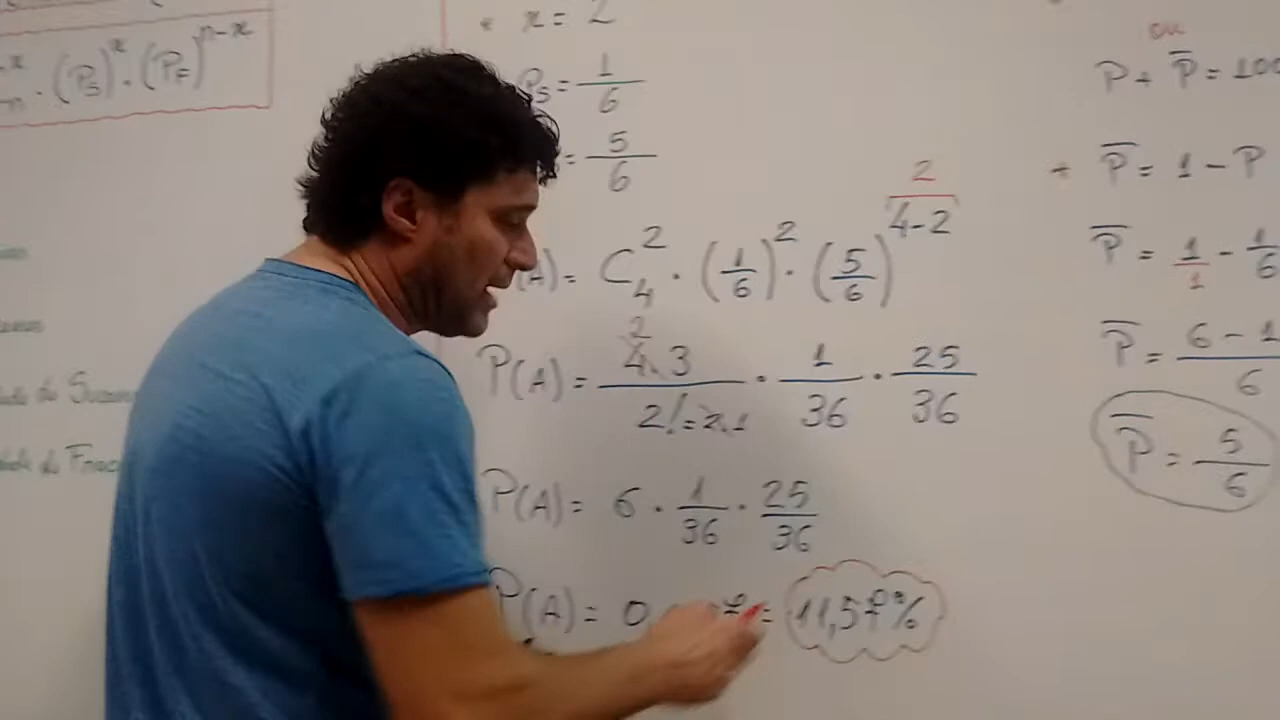 -x
n · (P_S)^x · (P_F)^(n-x)
x = 2
P_S = 1/6
= 5/6
(A) = C_4^2 · (1/6)^2 · (5/6)^(4-2)
2
P(A) = 4.3 / 2! = 2.1 · 1/36 · 25/36
2
P(A) = 6 · 1/36 · 25/36
P(A) = 0 = 11,57%
ou
P + P̅ = 100
P̅ = 1 - P
P̅ = 1/1 - 1/6
P̅ = 6 - 1 / 6
P̅ = 5/6